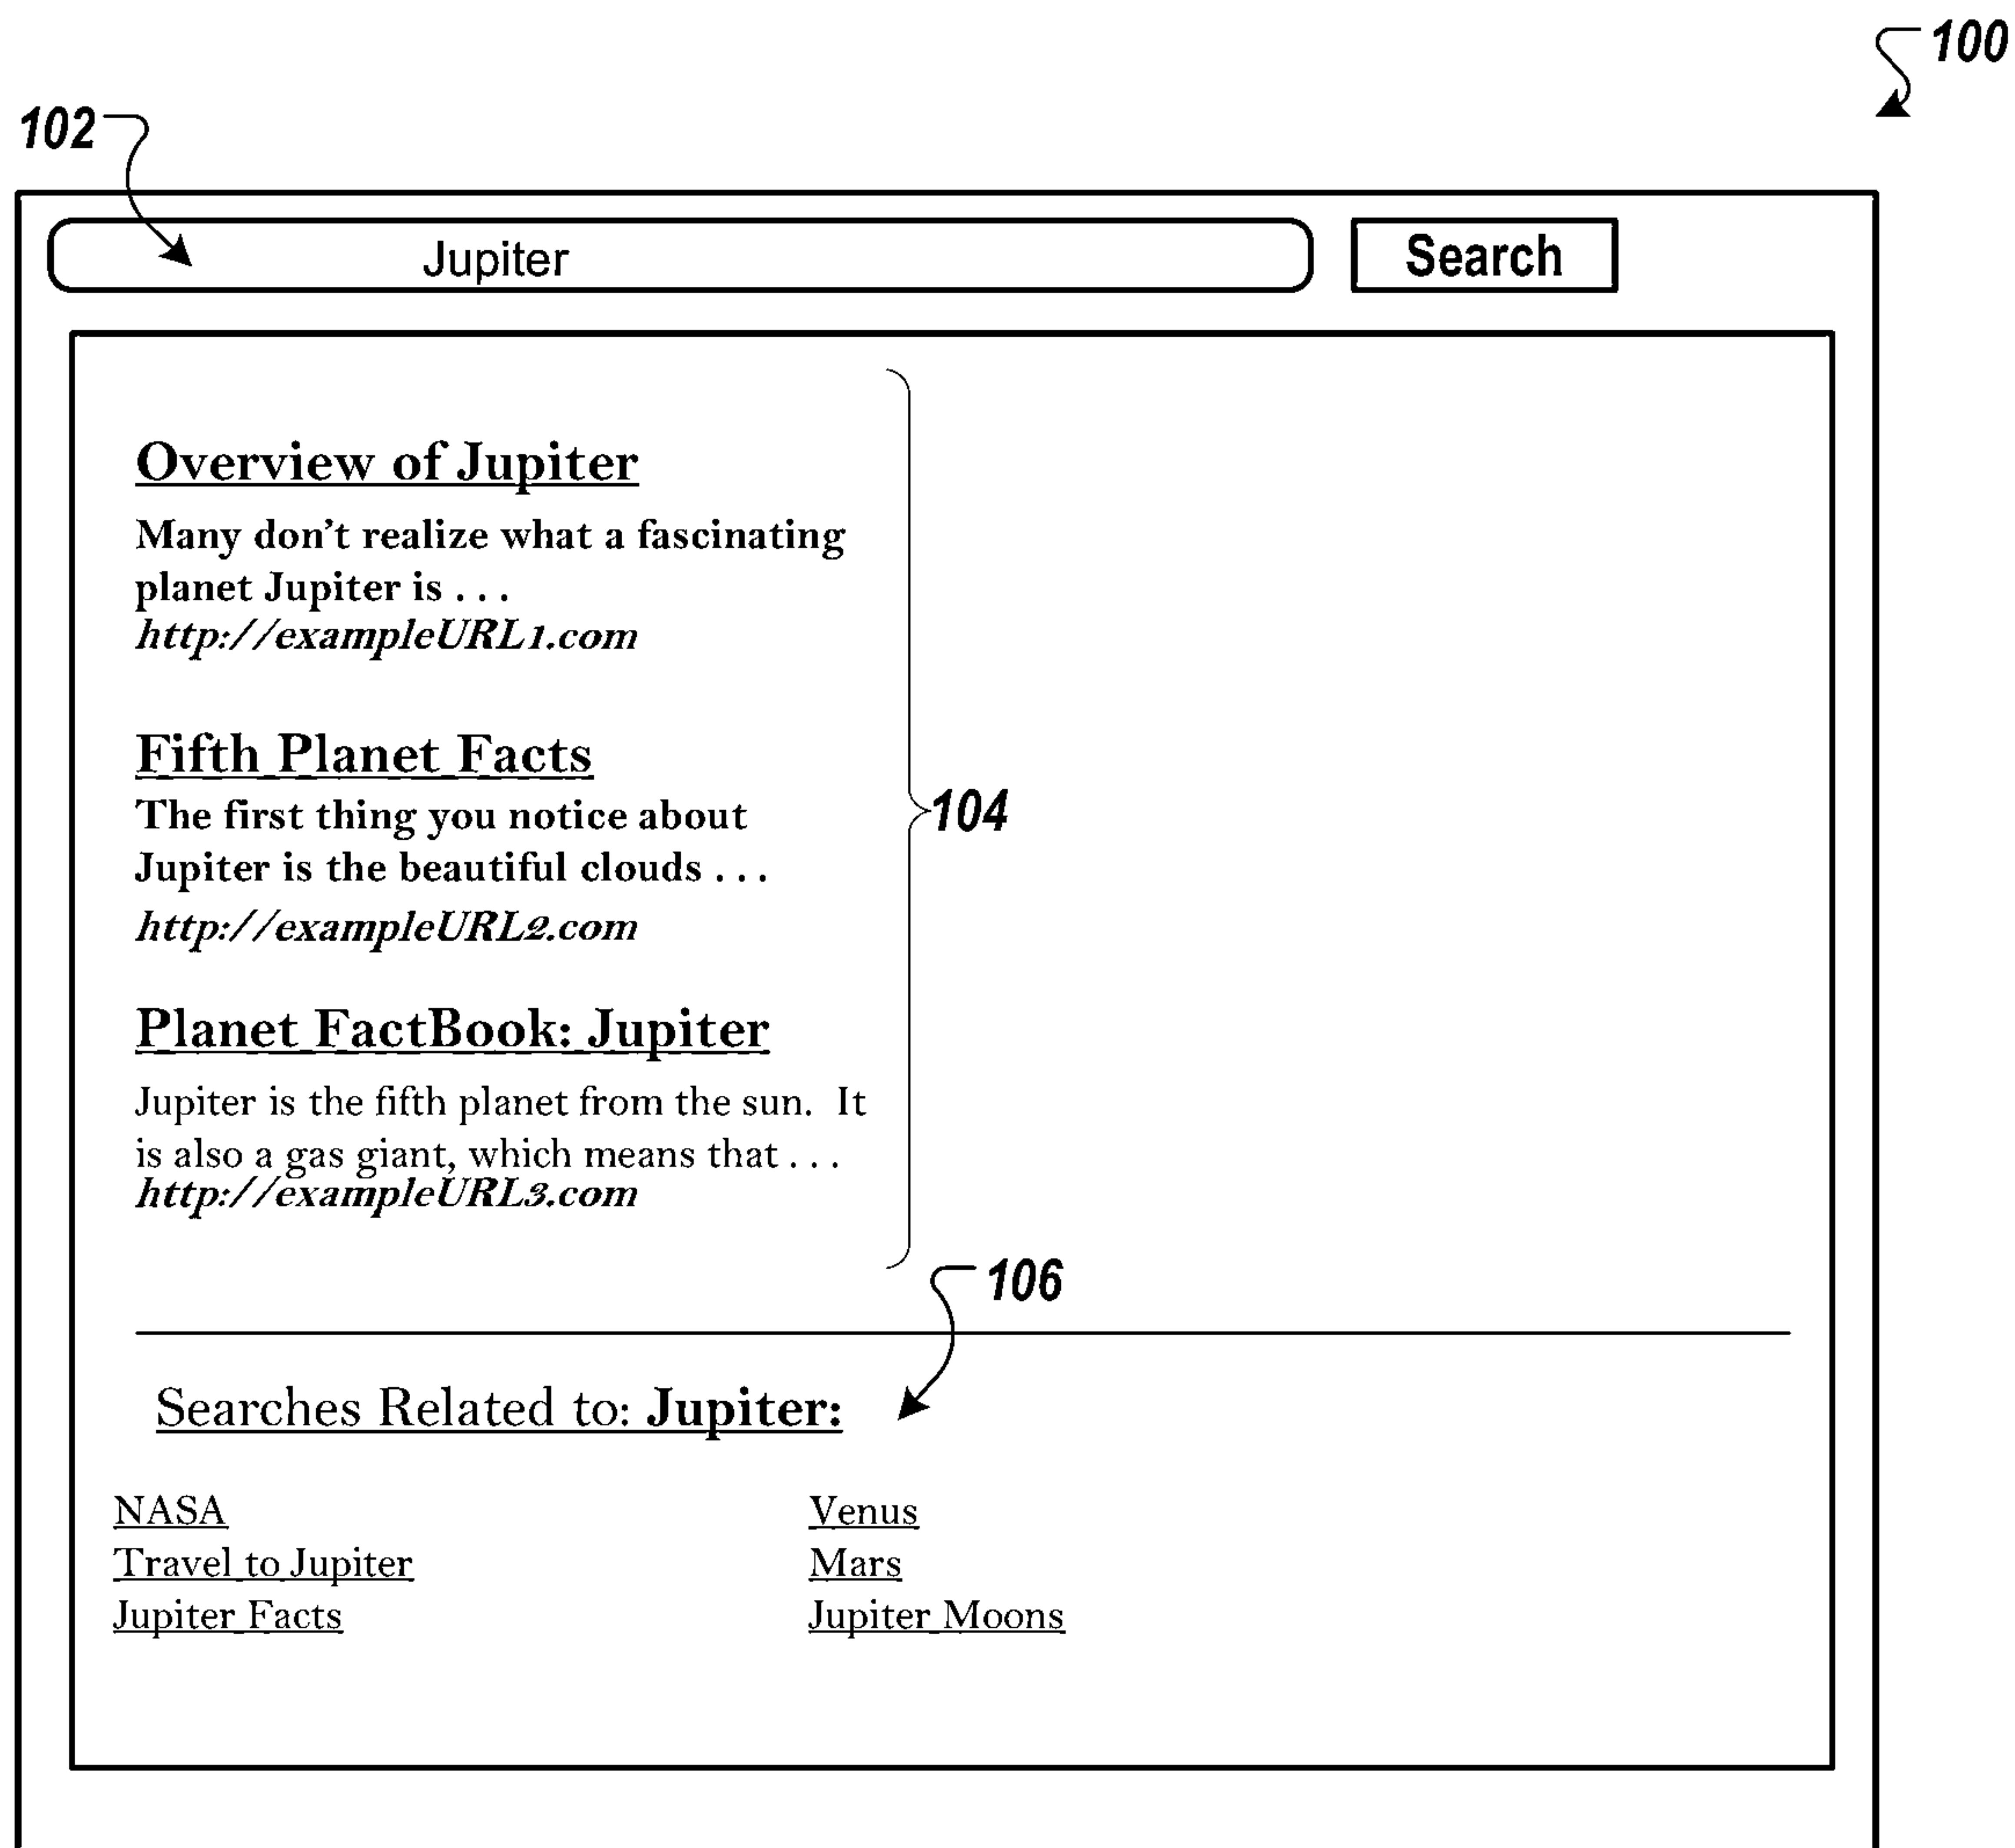 100
102
Jupiter
Search
Overview of Jupiter
Many don't realize what a fascinating
planet Jupiter is . . .
http://exampleURL1.com
Fifth Planet Facts
The first thing you notice about
Jupiter is the beautiful clouds . . .
http://exampleURL2.com
104
Planet FactBook: Jupiter
Jupiter is the fifth planet from the sun.  It
is also a gas giant, which means that . . .
http://exampleURL3.com
106
Searches Related to: Jupiter:
NASA
Travel to Jupiter
Jupiter Facts
Venus
Mars
Jupiter Moons